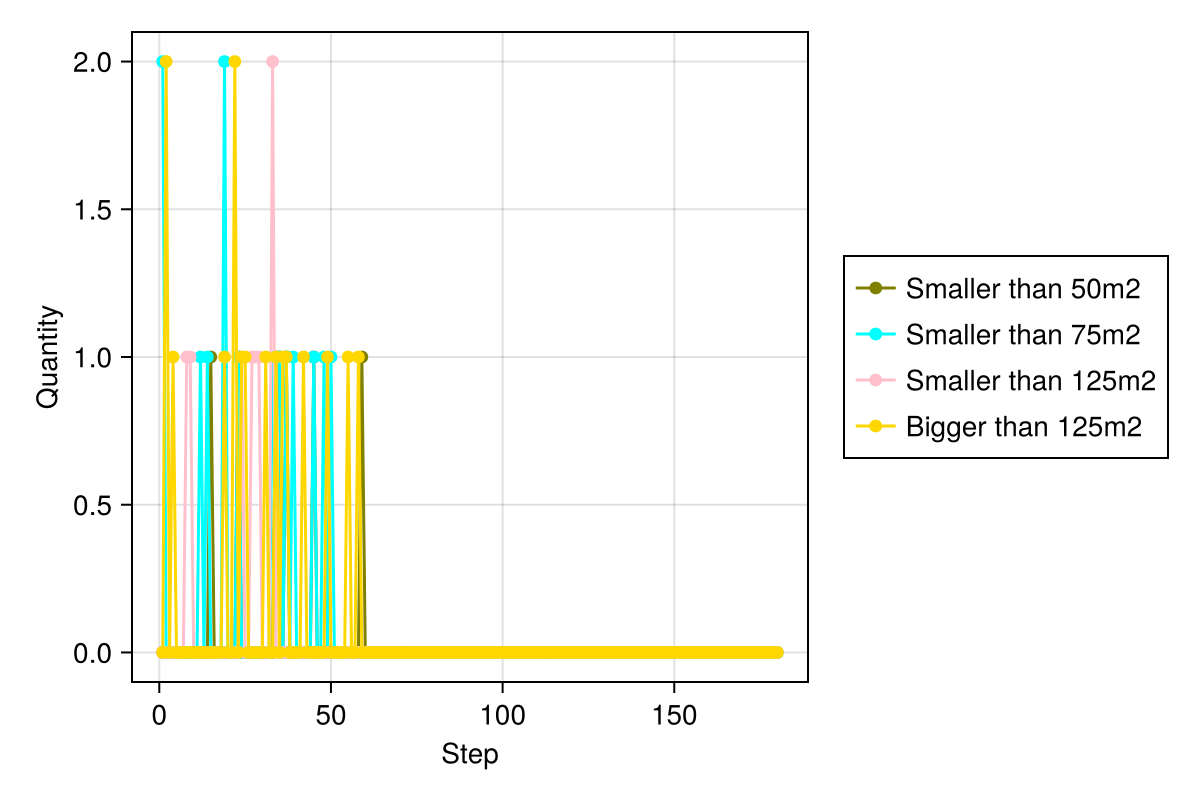 2.0
1.5
1.0
0.5
0.0
Quantity
0 50 100 150
Step
Smaller than 50m2
Smaller than 75m2
Smaller than 125m2
Bigger than 125m2